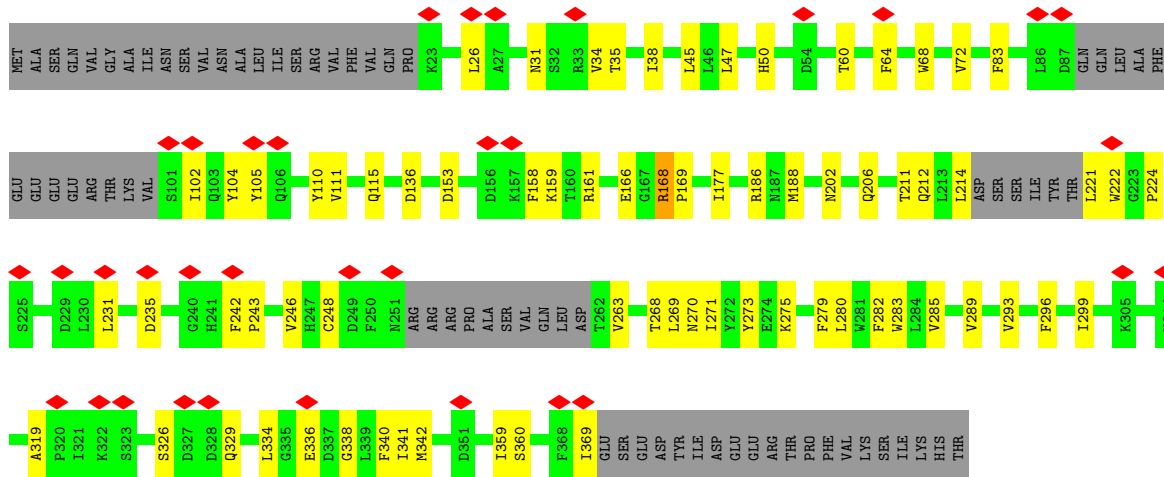 MET ALA SER GLN VAL GLY ALA ILE ASN SER VAL ASN ALA LEU ILE SER ARG VAL PHE VAL GLN PRO K23 L26 A27 N31 S32 R33 V34 T35 I38 L45 L46 L47 H50 D54 T60 F64 W68 V72 F83 L86 D87 GLN GLN LEU ALA PHE
GLU GLU GLU GLU ARG THR LYS VAL S101 I102 Q103 Y104 Y105 Q106 Y110 V111 Q115 D136 D153 D156 K157 F158 K159 T160 R161 E166 G167 R168 P169 I177 R186 N187 M188 N202 Q206 T211 Q212 L213 L214 ASP SER SER ILE TYR THR L221 W222 G223 P224
S225 D229 L230 L231 D235 G240 H241 F242 P243 V246 H247 C248 D249 F250 N251 ARG ARG ARG PRO ALA SER VAL GLN LEU ASP T262 V263 T268 L269 N270 I271 Y272 Y273 E274 K275 F279 L280 W281 F282 W283 L284 V285 V289 V293 F296 I299 K305
A319 P320 I321 K322 S323 S326 D327 D328 Q329 L334 G335 E336 D337 G338 L339 F340 I341 M342 D351 I359 S360 F368 I369 GLU SER GLU ASP TYR ILE ASP GLU GLU ARG THR PRO PHE VAL LYS SER ILE LYS HIS THR